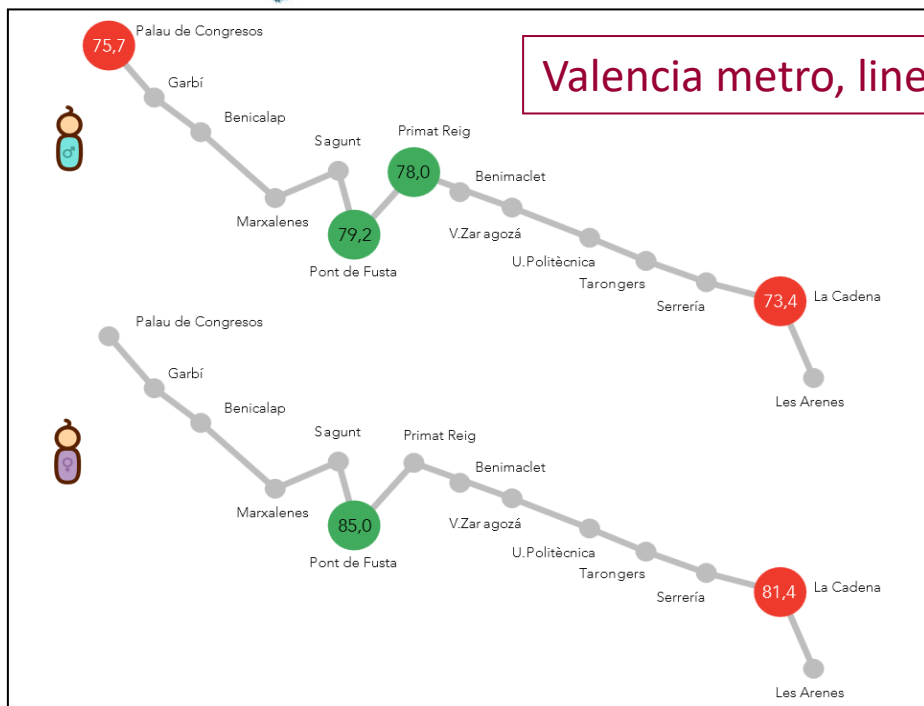 Palau de Congresos
75,7
Valencia metro, line
Garbí
Benicalap
Sagunt
Primat Reig
78,0
Benimaclet
Marxalenes
V.Zaragozá
79,2
U.Politècnica
Pont de Fusta
Tarongers
Serrería
73,4
La Cadena
Les Arenes
Palau de Congresos
Garbí
Benicalap
Sagunt
Primat Reig
Benimaclet
Marxalenes
V.Zaragozá
85,0
U.Politècnica
Pont de Fusta
Tarongers
Serrería
81,4
La Cadena
Les Arenes